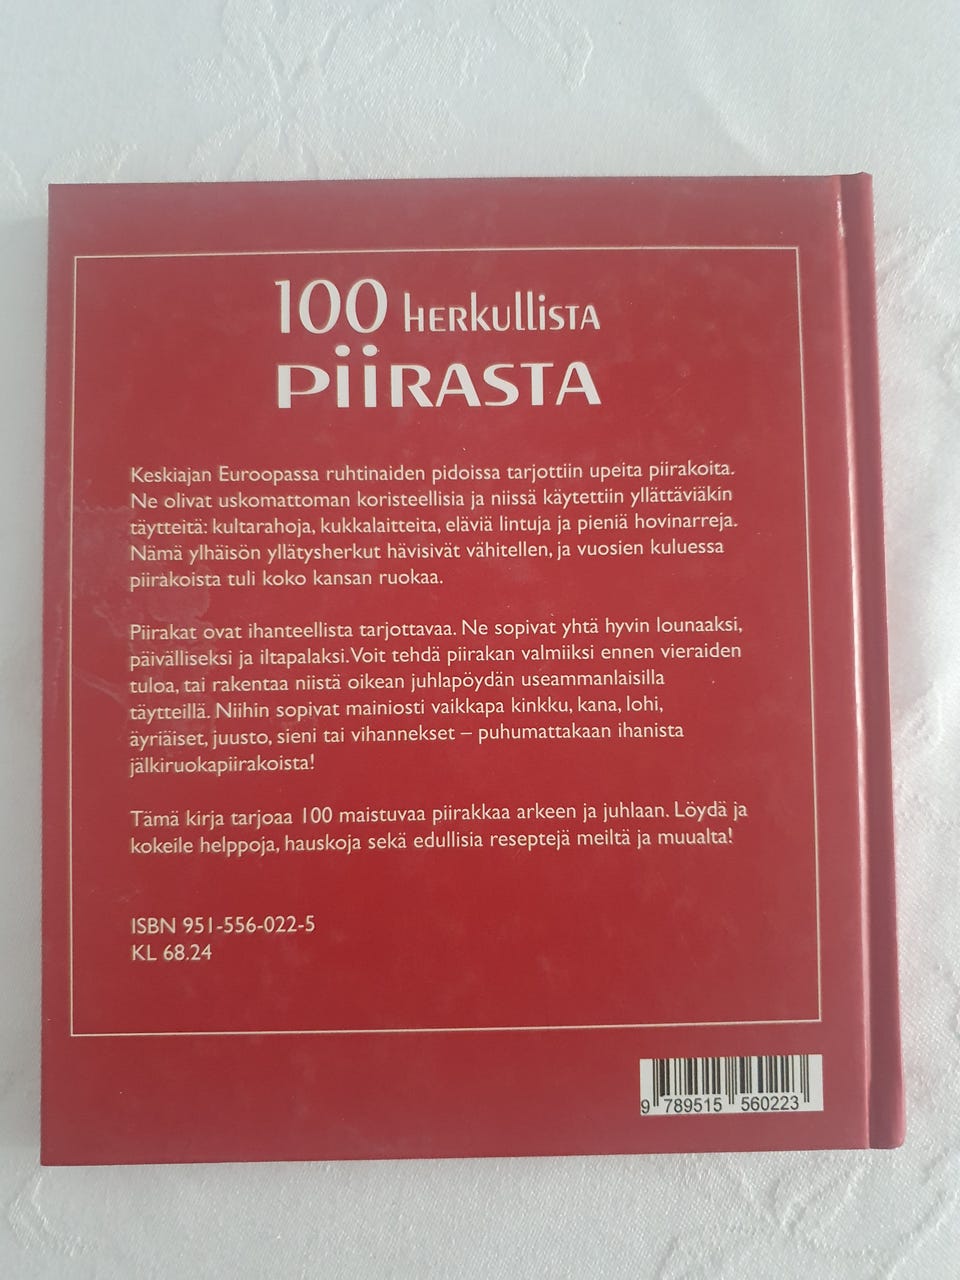 100 HERKULLISTA
PIIRASTA
Keskiajan Euroopassa ruhtinaiden pidoissa tarjottiin upeita piirakoita.
Ne olivat uskomattoman koristeellisia ja niissä käytettiin yllättäviäkin
täytteitä: kultarahoja, kukkalaitteita, eläviä lintuja ja pieniä hovinarreja.
Nämä ylhäisön yllätysherkut hävisivät vähitellen, ja vuosien kuluessa
piirakoista tuli koko kansan ruokaa.
Piirakat ovat ihanteellista tarjottavaa. Ne sopivat yhtä hyvin lounaaksi,
päivälliseksi ja iltapalaksi. Voit tehdä piirakan valmiiksi ennen vieraiden
tuloa, tai rakentaa niistä oikean juhlapöydän useammanlaisilla
täytteillä. Niihin sopivat mainiosti vaikkapa kinkku, kana, lohi,
äyriäiset, juusto, sieni tai vihannekset – puhumattakaan ihanista
jälkiruokapiirakoista!
Tämä kirja tarjoaa 100 maistuvaa piirakkaa arkeen ja juhlaan. Löydä ja
kokeile helppoja, hauskoja sekä edullisia reseptejä meiltä ja muualta!
ISBN 951-556-022-5
KL 68.24
9 789515 560223